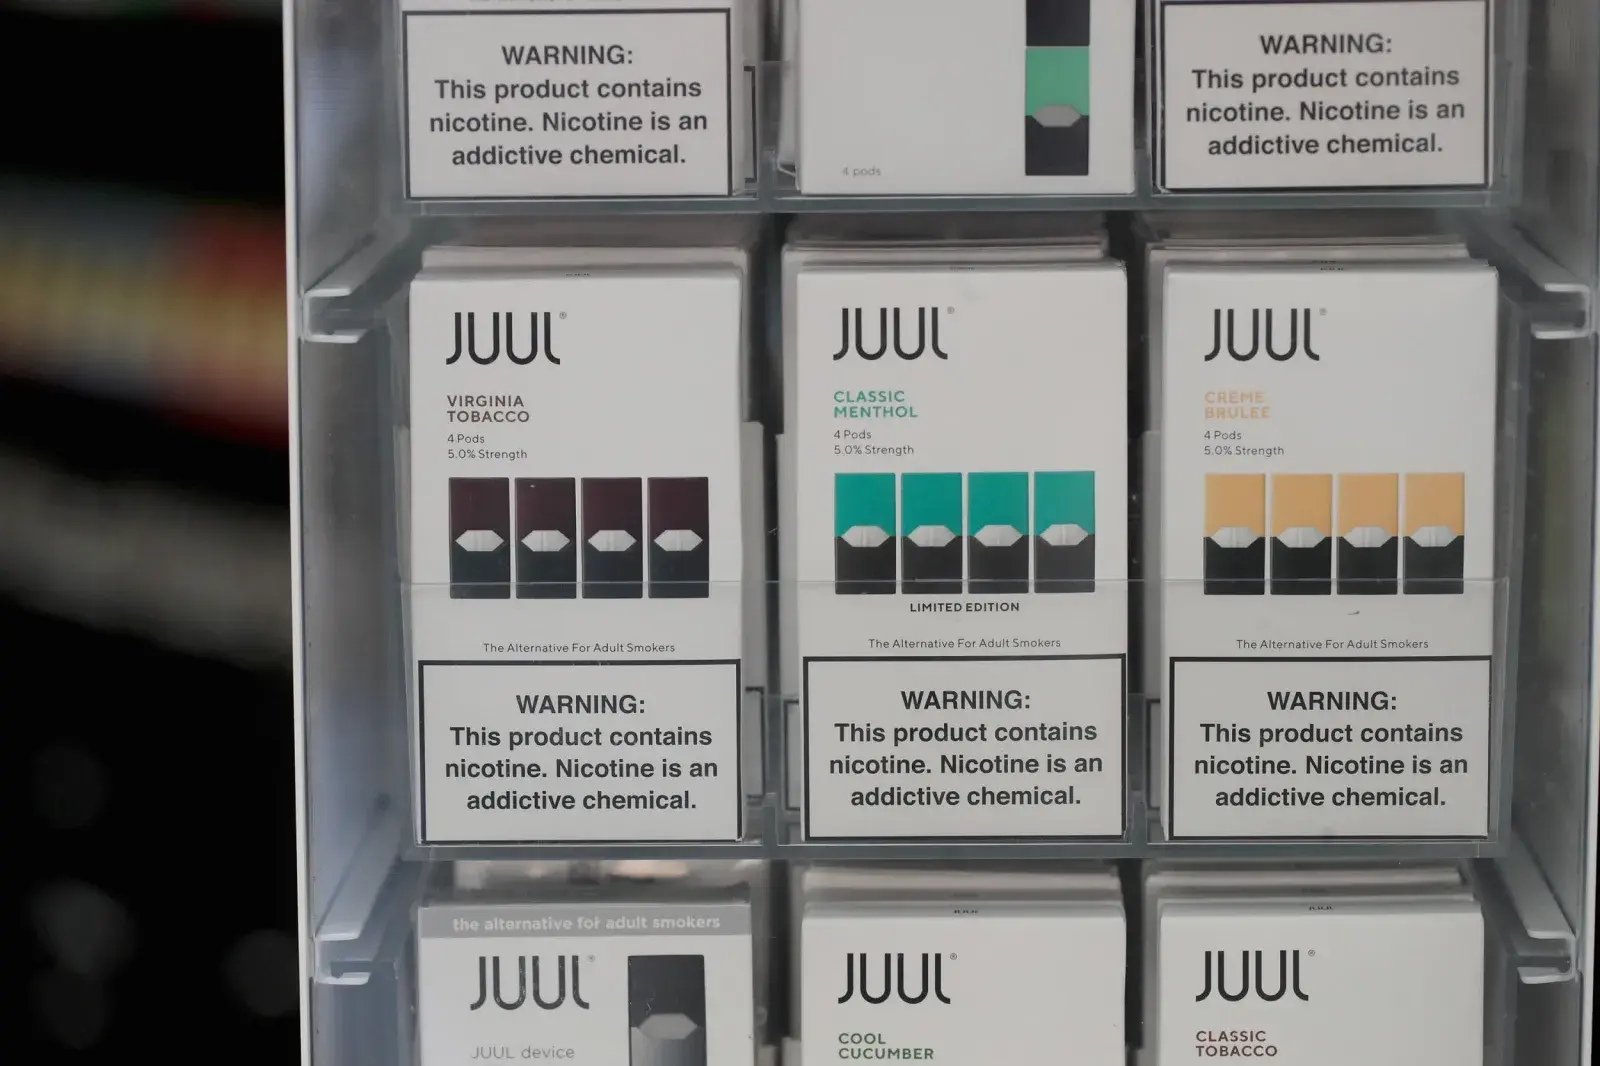 WARNING:
This product contains
nicotine. Nicotine is an
addictive chemical.
4 pods
WARNING:
This product contains
nicotine. Nicotine is an
addictive chemical.
JUUL®
VIRGINIA
TOBACCO
4 Pods
5.0% Strength
The Alternative For Adult Smokers
WARNING:
This product contains
nicotine. Nicotine is an
addictive chemical.
JUUL®
CLASSIC
MENTHOL
4 Pods
5.0% Strength
LIMITED EDITION
The Alternative For Adult Smokers
WARNING:
This product contains
nicotine. Nicotine is an
addictive chemical.
JUUL®
CREME
BRULEE
4 Pods
5.0% Strength
The Alternative For Adult Smokers
WARNING:
This product contains
nicotine. Nicotine is an
addictive chemical.
the alternative for adult smokers
JUUL®
JUUL device
JUUL
JUUL®
COOL
CUCUMBER
JUUL
JUUL®
CLASSIC
TOBACCO